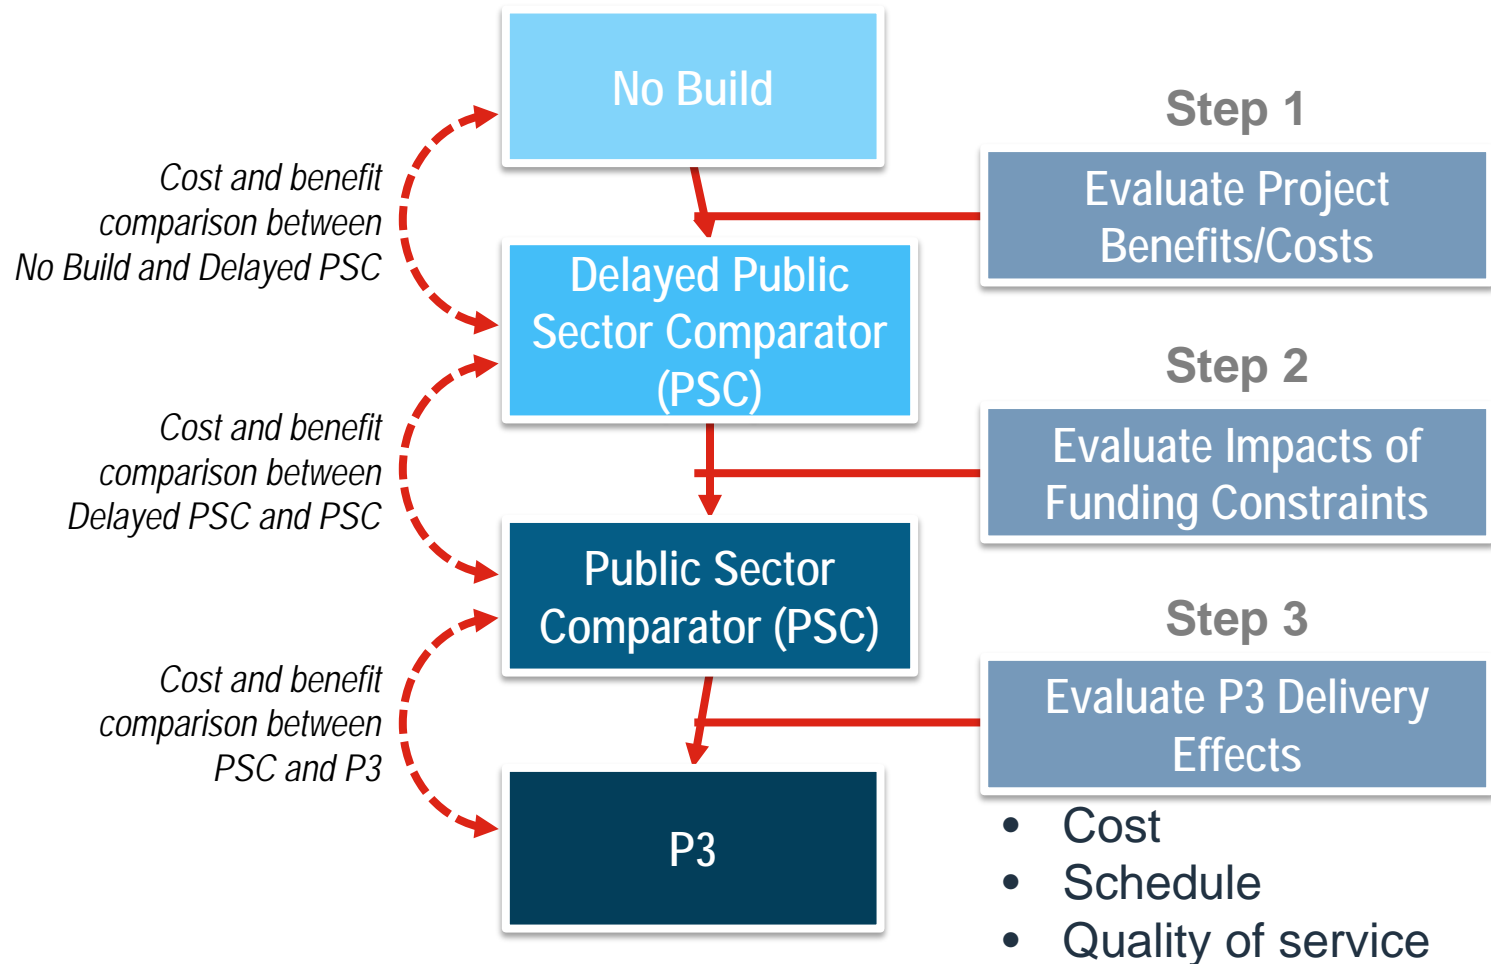 No Build
Step 1
Evaluate Project
Benefits/Costs
Cost and benefit
comparison between
No Build and Delayed PSC
Delayed Public
Sector Comparator
(PSC)
Step 2
Evaluate Impacts of
Funding Constraints
Cost and benefit
comparison between
Delayed PSC and PSC
Public Sector
Comparator (PSC)
Step 3
Evaluate P3 Delivery
Effects
Cost and benefit
comparison between
PSC and P3
P3
• Cost
• Schedule
• Quality of service